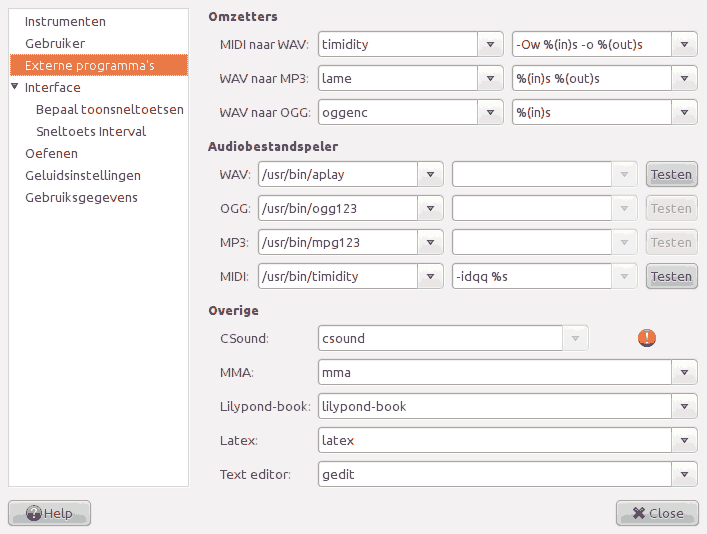 Instrumenten
Gebruiker
Externe programma's
Interface
Bepaal toonsneltoetsen
Sneltoets Interval
Oefenen
Geluidsinstellingen
Gebruiksgegevens
Omzetters
MIDI naar WAV: timidity -Ow %(in)s -o %(out)s
WAV naar MP3: lame %(in)s %(out)s
WAV naar OGG: oggenc %(in)s
Audiobestandspeler
WAV: /usr/bin/aplay Testen
OGG: /usr/bin/ogg123 Testen
MP3: /usr/bin/mpg123 Testen
MIDI: /usr/bin/timidity -idqq %s Testen
Overige
CSound: csound
MMA: mma
Lilypond-book: lilypond-book
Latex: latex
Text editor: gedit
Help Close